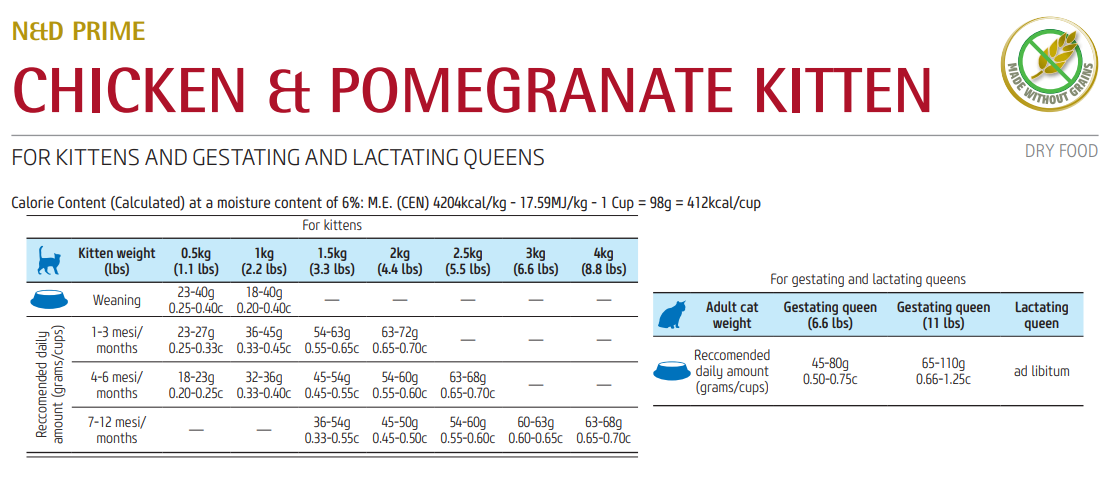 N&D PRIME
CHICKEN & POMEGRANATE KITTEN
MADE WITHOUT GRAINS
FOR KITTENS AND GESTATING AND LACTATING QUEENS
DRY FOOD
Calorie Content (Calculated) at a moisture content of 6%: M.E. (CEN) 4204kcal/kg - 17.59MJ/kg - 1 Cup = 98g = 412kcal/cup
For kittens
Kitten weight (lbs) 0.5kg (1.1 lbs) 1kg (2.2 lbs) 1.5kg (3.3 lbs) 2kg (4.4 lbs) 2.5kg (5.5 lbs) 3kg (6.6 lbs) 4kg (8.8 lbs)
Reccomended daily amount (grams/cups)
Weaning 23-40g 0.25-0.40c 18-40g 0.20-0.40c — — — — —
1-3 mesi/ months 23-27g 0.25-0.33c 36-45g 0.33-0.45c 54-63g 0.55-0.65c 63-72g 0.65-0.70c — — —
4-6 mesi/ months 18-23g 0.20-0.25c 32-36g 0.33-0.40c 45-54g 0.45-0.55c 54-60g 0.55-0.60c 63-68g 0.65-0.70c — —
7-12 mesi/ months — — 36-54g 0.33-0.55c 45-50g 0.45-0.50c 54-60g 0.55-0.60c 60-63g 0.60-0.65c 63-68g 0.65-0.70c
For gestating and lactating queens
Adult cat weight Gestating queen (6.6 lbs) Gestating queen (11 lbs) Lactating queen
Reccomended daily amount (grams/cups) 45-80g 0.50-0.75c 65-110g 0.66-1.25c ad libitum